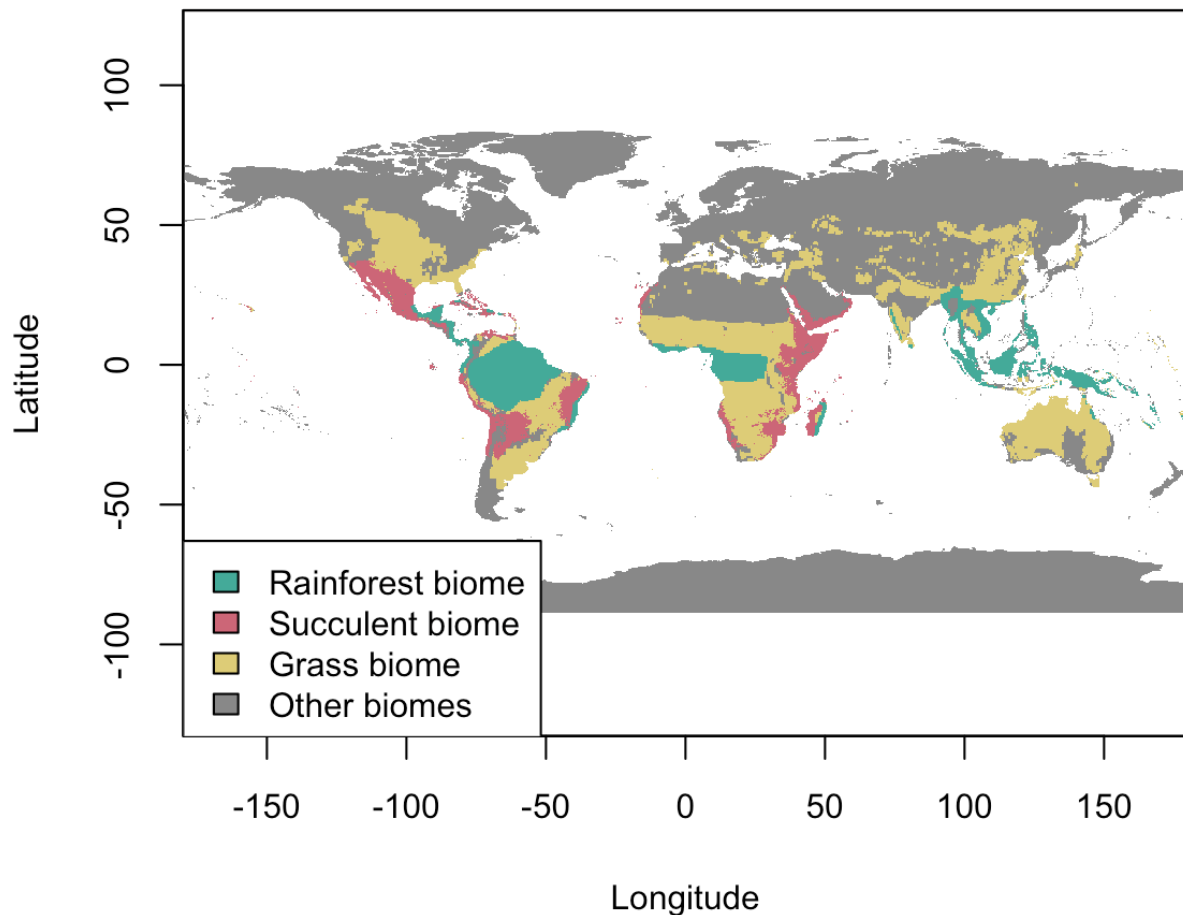 Latitude
100
50
0
-50
-100
Rainforest biome
Succulent biome
Grass biome
Other biomes
-150
-100
-50
0
50
100
150
Longitude